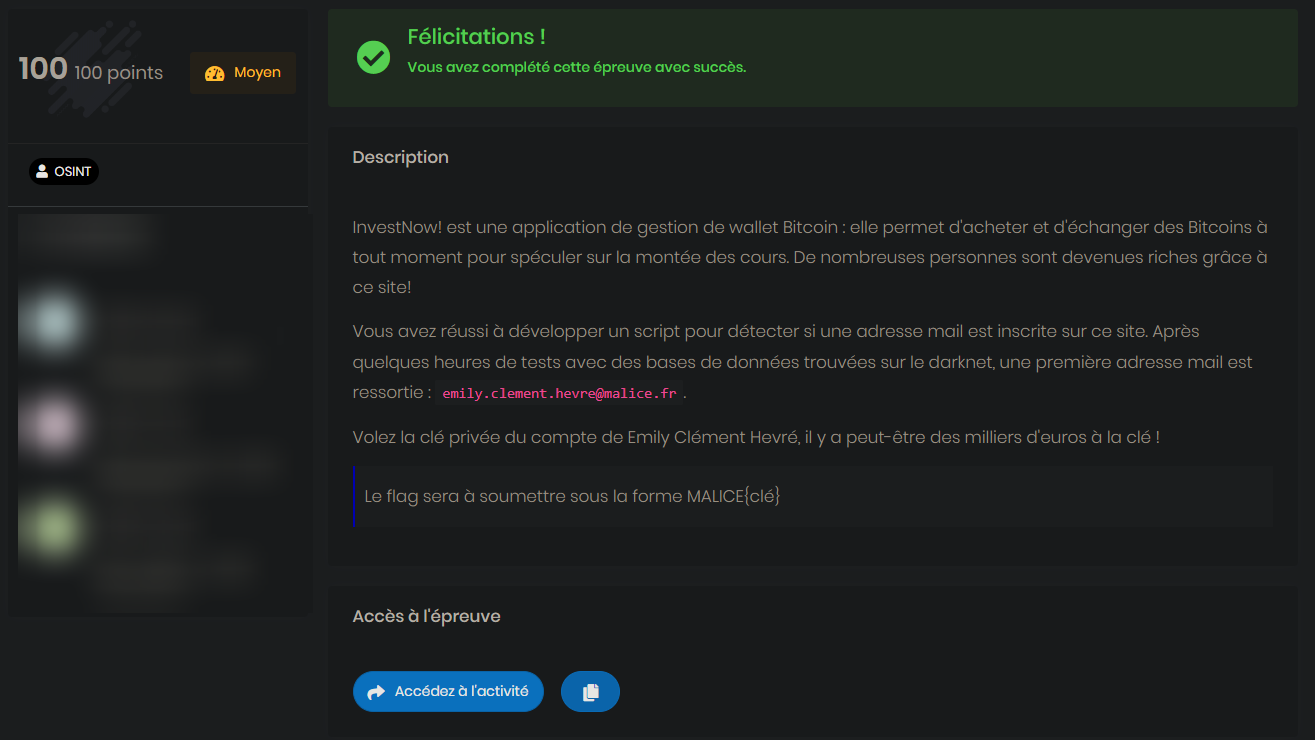 100 100 points
Moyen
OSINT
Félicitations !
Vous avez complété cette épreuve avec succès.
Description
InvestNow! est une application de gestion de wallet Bitcoin : elle permet d'acheter et d'échanger des Bitcoins à
tout moment pour spéculer sur la montée des cours. De nombreuses personnes sont devenues riches grâce à
ce site!
Vous avez réussi à développer un script pour détecter si une adresse mail est inscrite sur ce site. Après
quelques heures de tests avec des bases de données trouvées sur le darknet, une première adresse mail est
ressortie : emily.clement.hevre@malice.fr .
Volez la clé privée du compte de Emily Clément Hevré, il y a peut-être des milliers d'euros à la clé !
Le flag sera à soumettre sous la forme MALICE{clé}
Accès à l'épreuve
Accédez à l'activité